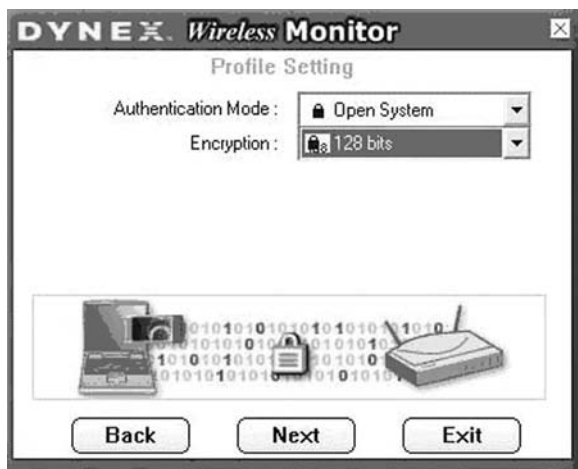 DYNEX. Wireless Monitor
Profile Setting
Authentication Mode : Open System
Encryption : 128 bits
Back Next Exit